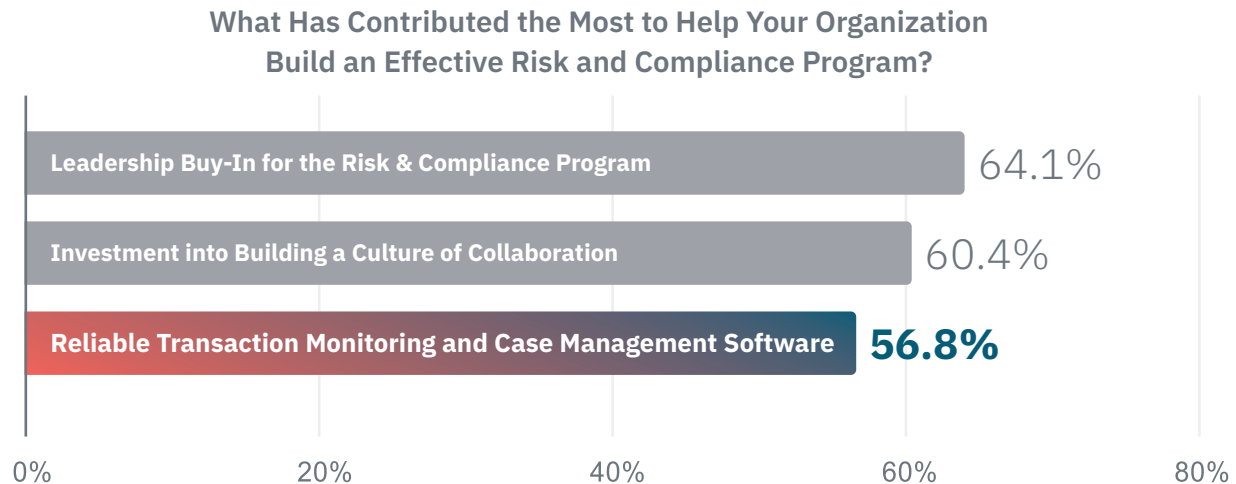 What Has Contributed the Most to Help Your Organization
Build an Effective Risk and Compliance Program?
Leadership Buy-In for the Risk & Compliance Program
64.1%
Investment into Building a Culture of Collaboration
60.4%
Reliable Transaction Monitoring and Case Management Software
56.8%
0% 20% 40% 60% 80%